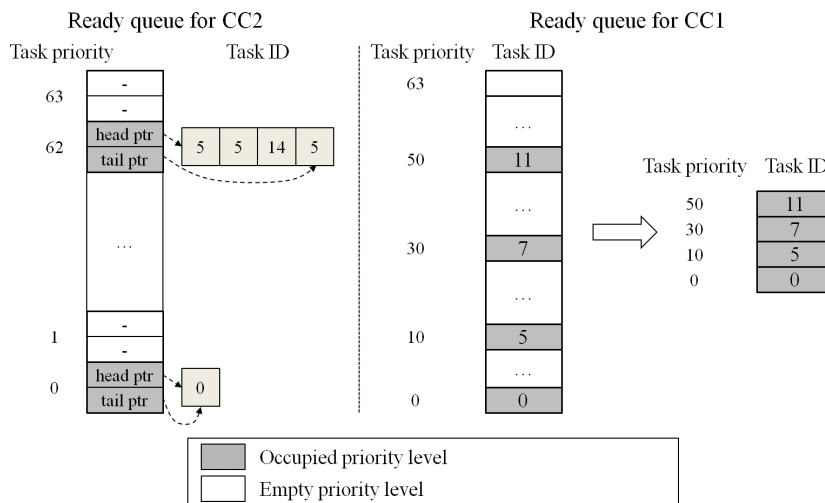 Ready queue for CC2
Task priority
Task ID
63
-
-
62
head ptr
tail ptr
5 5 14 5
...
1
-
-
0
head ptr
tail ptr
0
Ready queue for CC1
Task priority
Task ID
63
...
50
11
...
30
7
...
10
5
...
0
0
Task priority
Task ID
50
11
30
7
10
5
0
0
Occupied priority level
Empty priority level